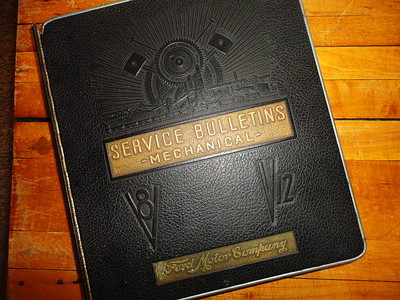 SERVICE BULLETINS
-MECHANICAL-
V8 V12
Ford Motor Company